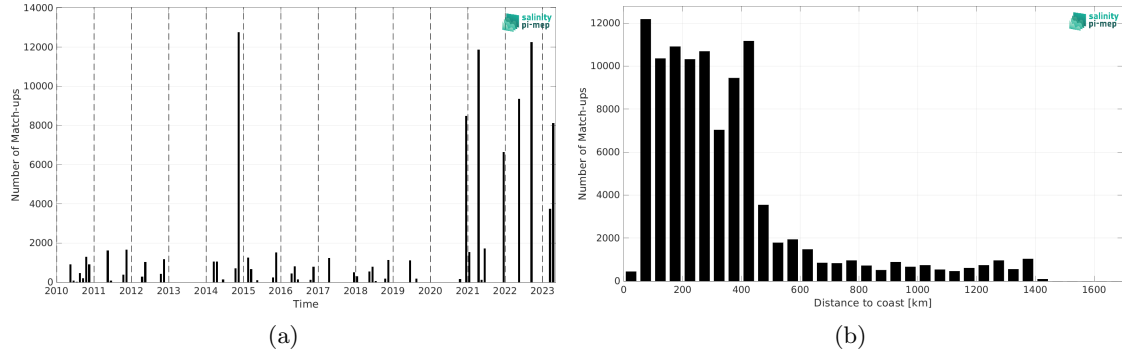 14000
12000
10000
8000
6000
4000
2000
0
Number of Match-ups
2010 2011 2012 2013 2014 2015 2016 2017 2018 2019 2020 2021 2022 2023
Time
salinity
pi-mep
(a)
12000
10000
8000
6000
4000
2000
0
Number of Match-ups
0 200 400 600 800 1000 1200 1400 1600
Distance to coast [km]
salinity
pi-mep
(b)